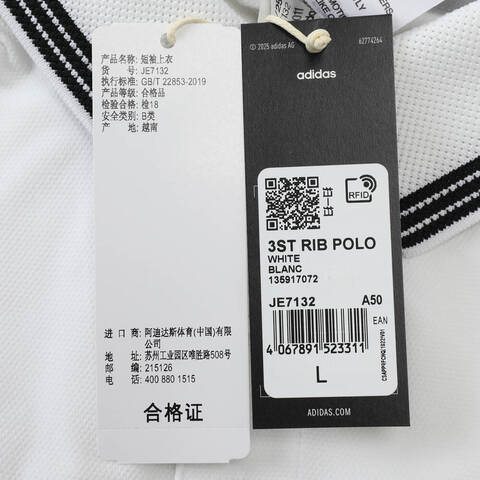 产品名称: 短袖上衣
货 号: JE7132
执行标准: GB/T 22853-2019
产品等级: 合格品
检验合格: 检18
安全类别: B类
产 地: 越南
进 口 商: 阿迪达斯体育(中国)有限
公司
地 址: 苏州工业园区唯胜路508号
邮 编: 215126
电 话: 400 880 1515
合格证
© 2025 adidas AG
62774264
adidas
RFID
3ST RIB POLO
WHITE
BLANC
135917072
JE7132 A50
EAN
4 067891 523311
L
ADIDAS.COM